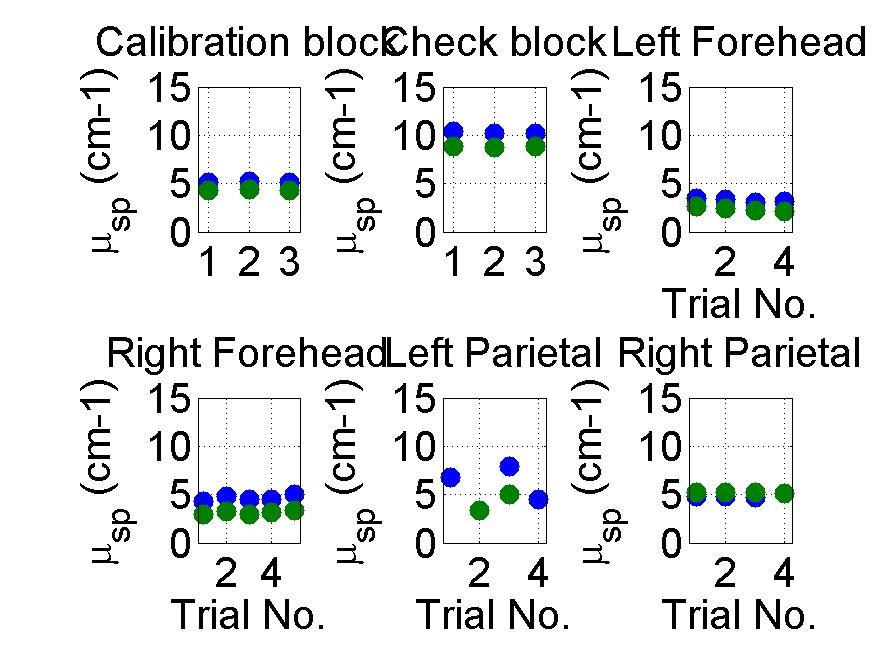 Calibration block
Check block
Left Forehead
μsp (cm-1)
15
10
5
0
1 2 3
μsp (cm-1)
15
10
5
0
1 2 3
μsp (cm-1)
15
10
5
0
2 4
Trial No.
Right Forehead
Left Parietal
Right Parietal
μsp (cm-1)
15
10
5
0
2 4
Trial No.
μsp (cm-1)
15
10
5
0
2 4
Trial No.
μsp (cm-1)
15
10
5
0
2 4
Trial No.